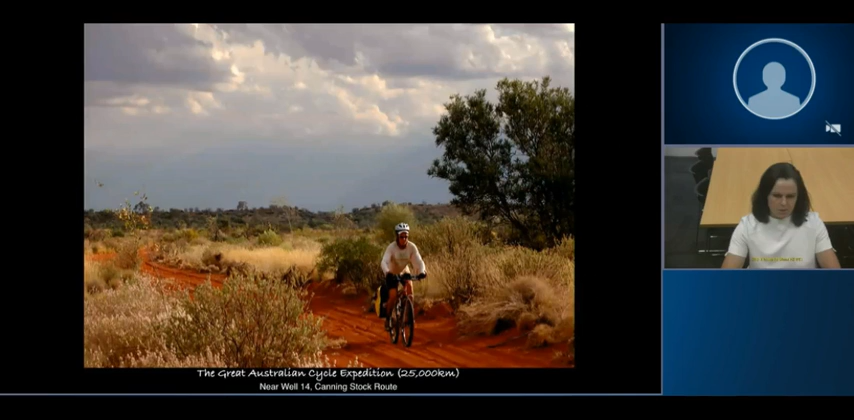 The Great Australian Cycle Expedition (25,000km)
Near Well 14, Canning Stock Route